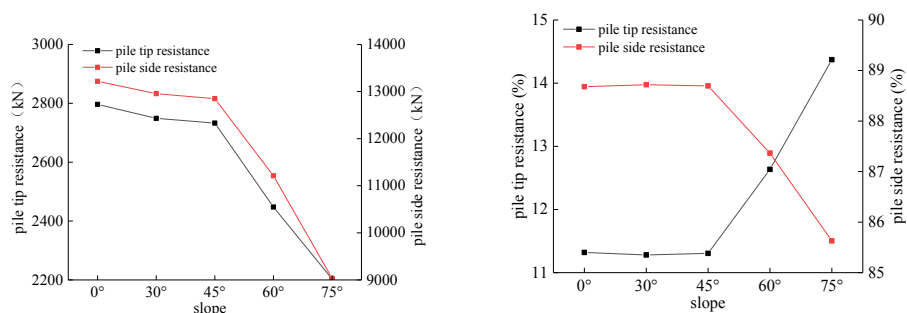 pile tip resistance
pile side resistance
3000
2800
2600
2400
2200
pile tip resistance（kN）
14000
13000
12000
11000
10000
9000
pile side resistance（kN）
0° 30° 45° 60° 75°
slope
pile tip resistance
pile side resistance
15
14
13
12
11
pile tip resistance (%)
90
89
88
87
86
85
pile side resistance (%)
0° 30° 45° 60° 75°
slope